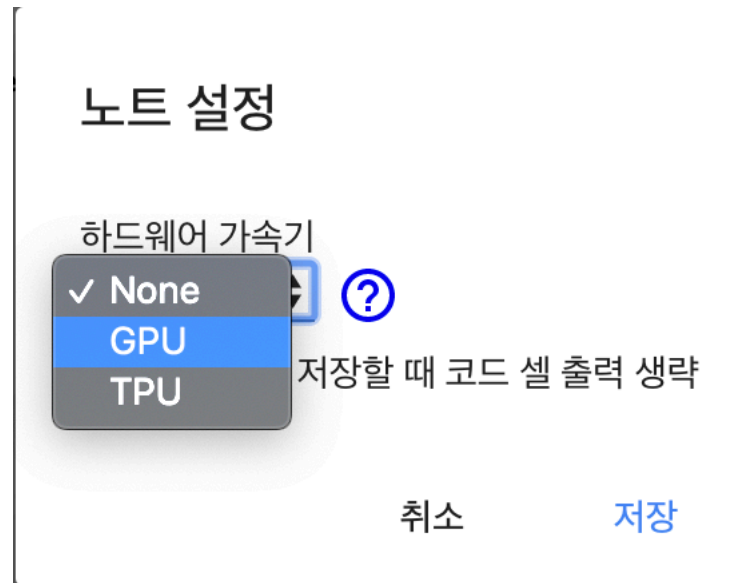 노트 설정
하드웨어 가속기
✓ None
?
GPU
저장할 때 코드 셀 출력 생략
TPU
취소 저장